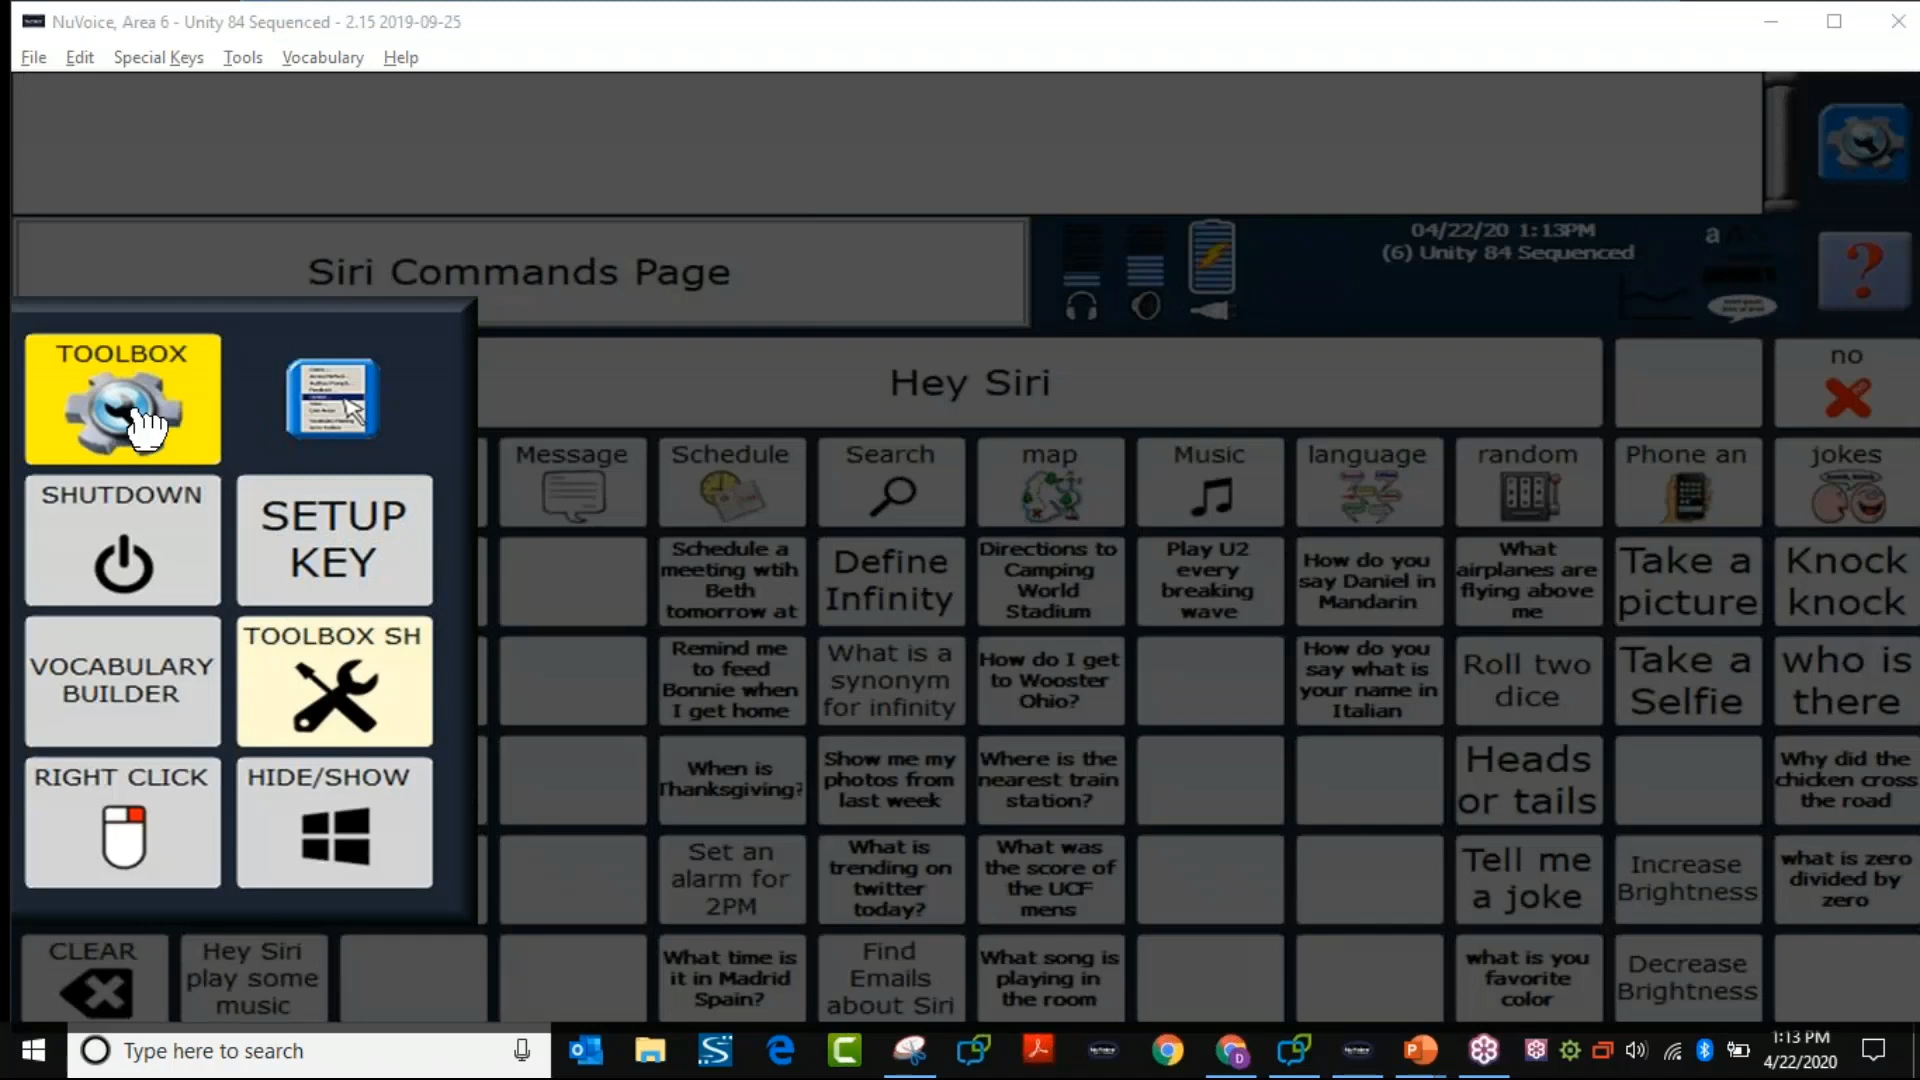 NuVoice, Area 6 - Unity 84 Sequenced - 2.15 2019-09-25
File Edit Special Keys Tools Vocabulary Help
04/22/20 1:13PM
(6) Unity 84 Sequenced
a
Siri Commands Page
?
TOOLBOX
SHUTDOWN
SETUP
KEY
VOCABULARY
BUILDER
TOOLBOX SH
RIGHT CLICK
HIDE/SHOW
Hey Siri
no
Message
Schedule
Search
map
Music
language
random
Phone an
jokes
Schedule a
meeting wtih
Beth
tomorrow at
Define
Infinity
Directions to
Camping
World
Stadium
Play U2
every
breaking
wave
How do you
say Daniel in
Mandarin
What
airplanes are
flying above
me
Take a
picture
Knock
knock
Remind me
to feed
Bonnie when
I get home
What is a
synonym
for infinity
How do I get
to Wooster
Ohio?
How do you
say what is
your name in
Italian
Roll two
dice
Take a
Selfie
who is
there
When is
Thanksgiving?
Show me my
photos from
last week
Where is the
nearest train
station?
Heads
or tails
Why did the
chicken cross
the road
Set an
alarm for
2PM
What is
trending on
twitter
today?
What was
the score of
the UCF
mens
Tell me
a joke
Increase
Brightness
what is zero
divided by
zero
CLEAR
Hey Siri
play some
music
What time is
it in Madrid
Spain?
Find
Emails
about Siri
What song is
playing in
the room
what is you
favorite
color
Decrease
Brightness
Type here to search
1:13 PM
4/22/2020